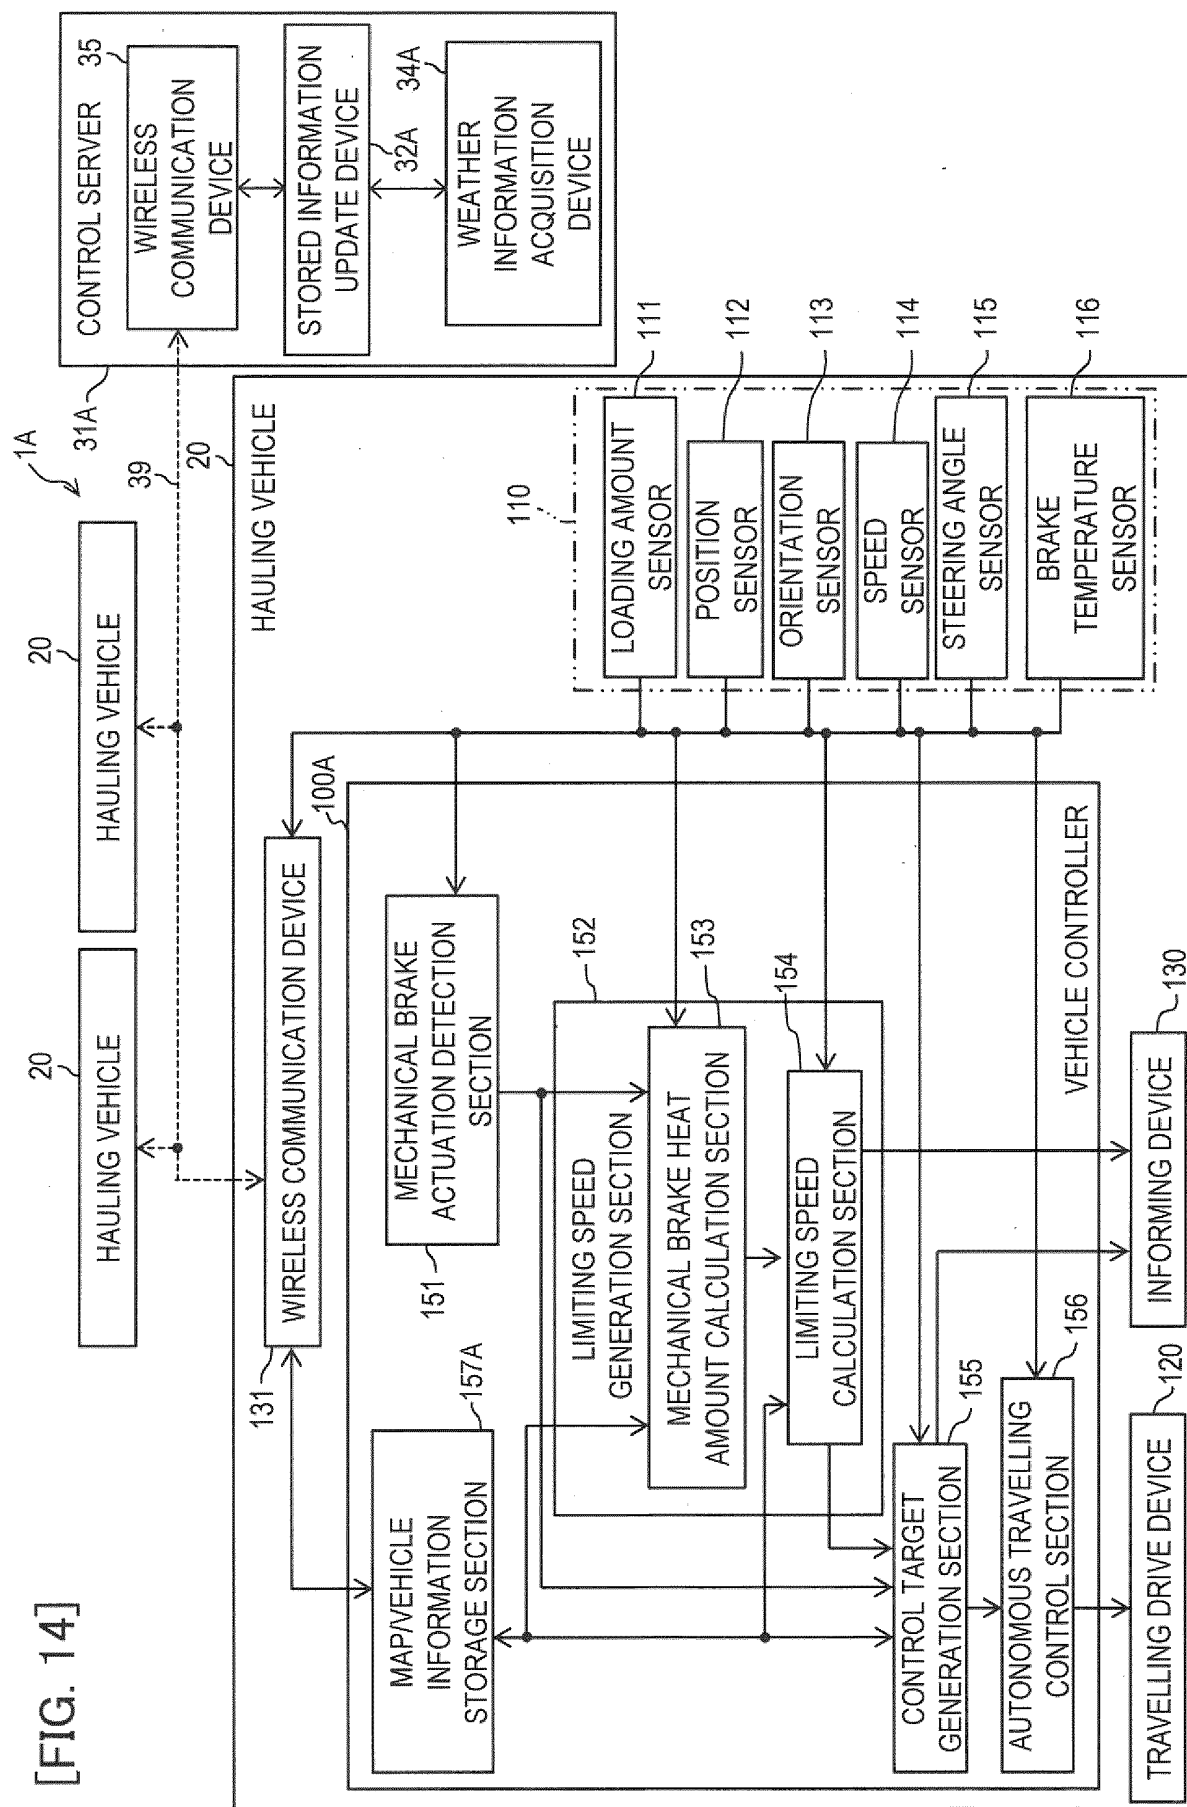 [FIG. 14]
1A
20
HAULING VEHICLE
20
HAULING VEHICLE
39
31A
CONTROL SERVER
35
WIRELESS
COMMUNICATION
DEVICE
STORED INFORMATION
UPDATE DEVICE
32A
34A
WEATHER
INFORMATION
ACQUISITION
DEVICE
20
HAULING VEHICLE
131
WIRELESS COMMUNICATION DEVICE
100A
157A
MAP/VEHICLE
INFORMATION
STORAGE SECTION
151
MECHANICAL BRAKE
ACTUATION DETECTION
SECTION
152
LIMITING SPEED
GENERATION SECTION
153
MECHANICAL BRAKE HEAT
AMOUNT CALCULATION SECTION
154
LIMITING SPEED
CALCULATION SECTION
155
CONTROL TARGET
GENERATION SECTION
156
AUTONOMOUS TRAVELLING
CONTROL SECTION
VEHICLE CONTROLLER
110
LOADING AMOUNT
SENSOR
111
POSITION
SENSOR
112
ORIENTATION
SENSOR
113
SPEED
SENSOR
114
STEERING ANGLE
SENSOR
115
BRAKE
TEMPERATURE
SENSOR
116
120
TRAVELLING DRIVE DEVICE
130
INFORMING DEVICE